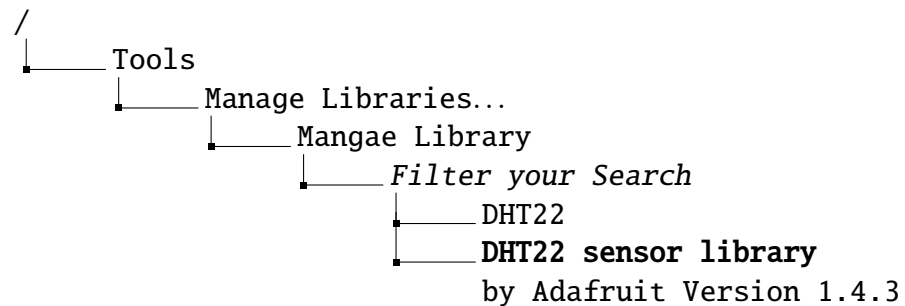 /
Tools
Manage Libraries...
Mangae Library
Filter your Search
DHT22
DHT22 sensor library
by Adafruit Version 1.4.3